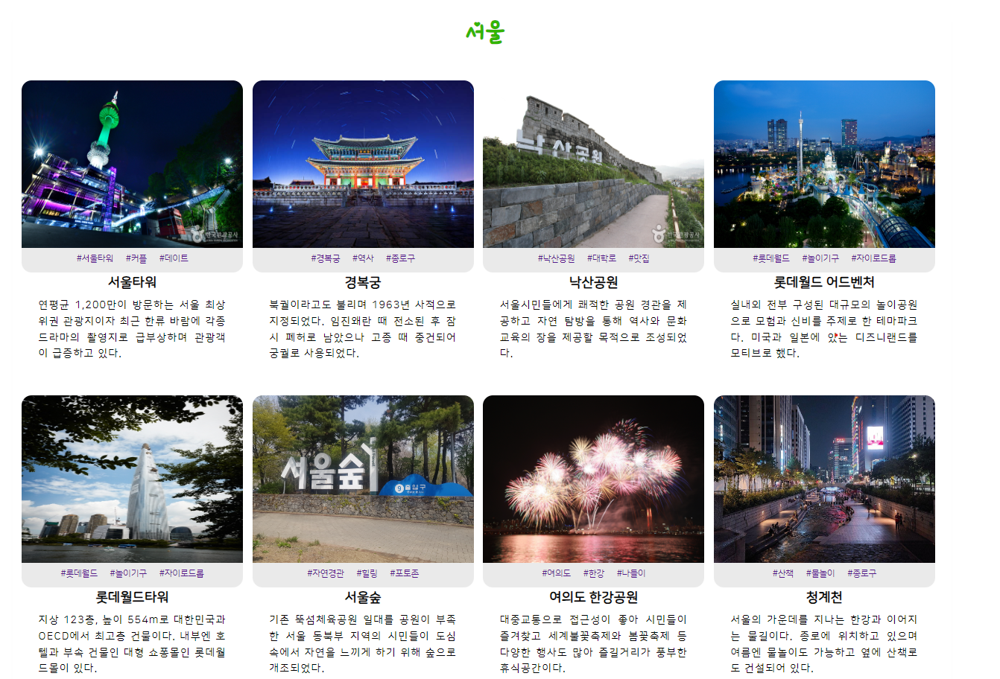 서울
낙산공원
한국관광공사
한국관광공사
#서울타워 #커플 #데이트
#경복궁 #역사 #종로구
#낙산공원 #대학로 #맛집
#롯데월드 #놀이기구 #자이로드롭
서울타워
경복궁
낙산공원
롯데월드 어드벤처
연평균 1,200만이 방문하는 서울 최상
위권 관광지이자 최근 한류 바람에 각종
드라마의 촬영지로 급부상하며 관광객
이 급증하고 있다.
북궐이라고도 불리며 1963년 사적으로
지정되었다. 임진왜란 때 전소된 후 잠
시 폐허로 남았으나 고종 때 중건되어
궁궐로 사용되었다.
서울시민들에게 쾌적한 공원 경관을 제
공하고 자연 탐방을 통해 역사와 문화
교육의 장을 제공할 목적으로 조성되었
다.
실내외 전부 구성된 대규모의 놀이공원
으로 모험과 신비를 주제로 한 테마파크
다. 미국과 일본에 있는 디즈니랜드를
모티브로 했다.
서울숲
9 출입구
#롯데월드 #놀이기구 #자이로드롭
#자연경관 #힐링 #포토존
#여의도 #한강 #나들이
#산책 #물놀이 #종로구
롯데월드타워
서울숲
여의도 한강공원
청계천
지상 123층, 높이 554m로 대한민국과
OECD에서 최고층 건물이다. 내부엔 호
텔과 부속 건물인 대형 쇼핑몰인 롯데월
드몰이 있다.
기존 뚝섬체육공원 일대를 공원이 부족
한 서울 동북부 지역의 시민들이 도심
속에서 자연을 느끼게 하기 위해 숲으로
개조되었다.
대중교통으로 접근성이 좋아 시민들이
즐겨찾고 세계불꽃축제와 봄꽃축제 등
다양한 행사도 많아 즐길거리가 풍부한
휴식공간이다.
서울의 가운데를 지나는 한강과 이어지
는 물길이다. 종로에 위치하고 있으며
여름엔 물놀이도 가능하고 옆에 산책로
도 건설되어 있다.